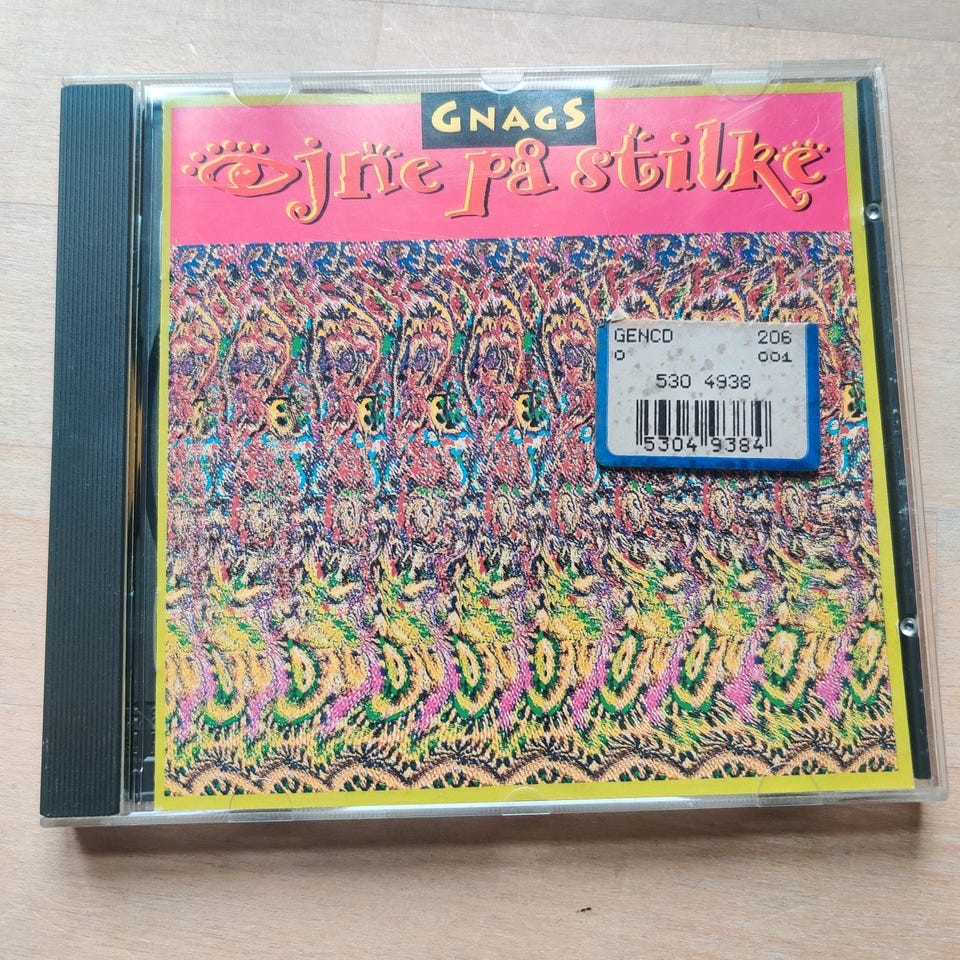 GNAGS
Øjne på stilke
GENCD 206
0 001
530 4938
5304 9384